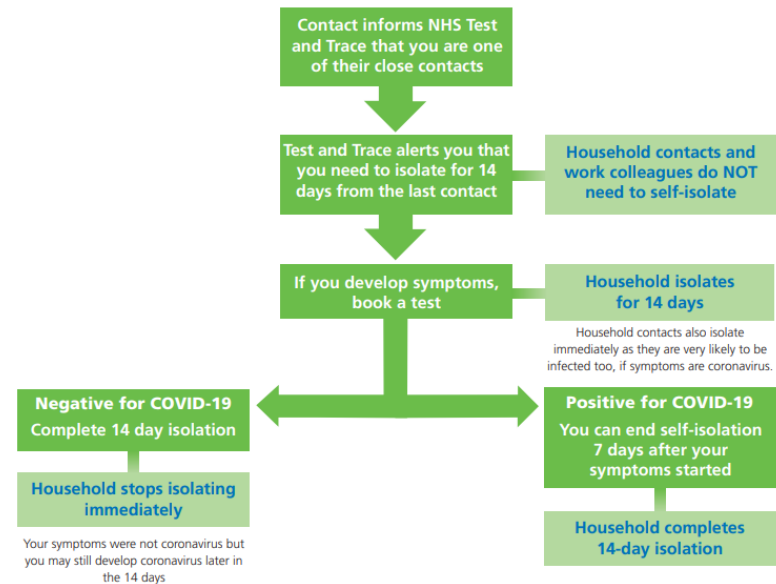 Contact informs NHS Test
and Trace that you are one
of their close contacts
Test and Trace alerts you that
you need to isolate for 14
days from the last contact
Household contacts and
work colleagues do NOT
need to self-isolate
If you develop symptoms,
book a test
Household isolates
for 14 days
Household contacts also isolate
immediately as they are very likely to be
infected too, if symptoms are coronavirus.
Negative for COVID-19
Complete 14 day isolation
Household stops isolating
immediately
Your symptoms were not coronavirus but
you may still develop coronavirus later in
the 14 days
Positive for COVID-19
You can end self-isolation
7 days after your
symptoms started
Household completes
14-day isolation